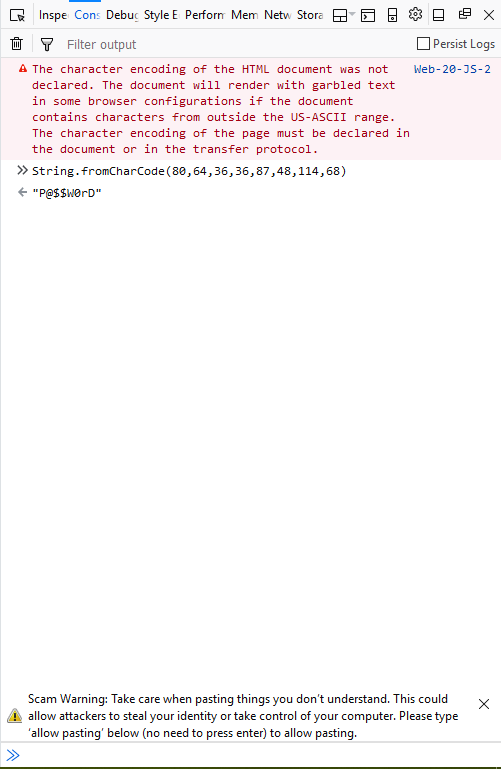 Inspe Cons Debug Style E Perform Mem Netw Stora
Filter output Persist Logs
The character encoding of the HTML document was not Web-20-JS-2
declared. The document will render with garbled text
in some browser configurations if the document
contains characters from outside the US-ASCII range.
The character encoding of the page must be declared in
the document or in the transfer protocol.
String.fromCharCode(80,64,36,36,87,48,114,68)
"P@$$W0rD"
Scam Warning: Take care when pasting things you don't understand. This could
allow attackers to steal your identity or take control of your computer. Please type
'allow pasting' below (no need to press enter) to allow pasting.